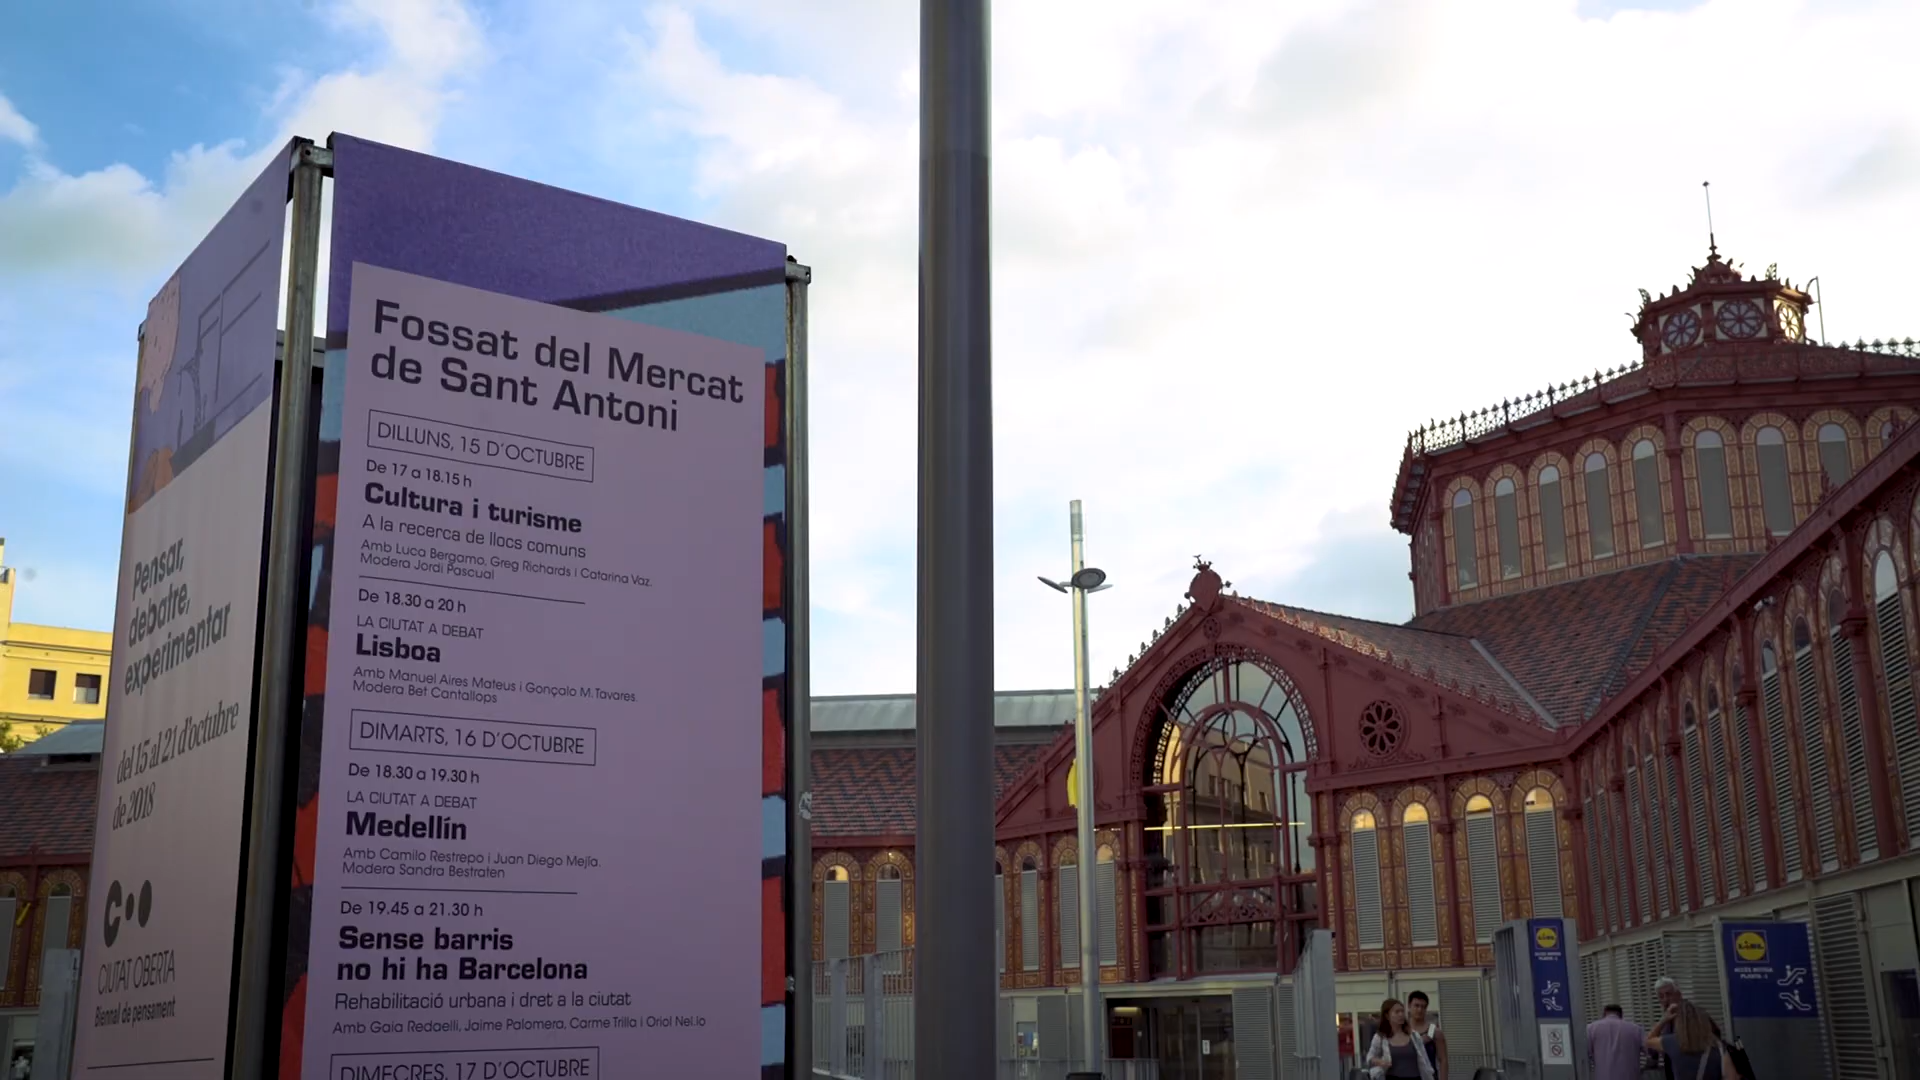 Pensar,
debatre,
experimentar
del 15 al 21 d'octubre
de 2018
C
CIUTAT OBERTA
Biennal de pensament
Fossat del Mercat
de Sant Antoni
DILLUNS, 15 D'OCTUBRE
De 17 a 18.15 h
Cultura i turisme
A la recerca de llocs comuns
Amb Luca Bergamo, Greg Richards i Catarina Vaz.
Modera Jordi Pascual
De 18.30 a 20 h
LA CIUTAT A DEBAT
Lisboa
Amb Manuel Aires Mateus i Gonçalo M. Tavares.
Modera Bet Cantallops
DIMARTS, 16 D'OCTUBRE
De 18.30 a 19.30 h
LA CIUTAT A DEBAT
Medellín
Amb Camilo Restrepo i Juan Diego Mejía.
Modera Sandra Bestraten
De 19.45 a 21.30 h
Sense barris
no hi ha Barcelona
Rehabilitació urbana i dret a la ciutat
Amb Gaia Redaelli, Jaime Palomera, Carme Trilla i Oriol Nel.lo
DIMECRES, 17 D'OCTUBRE
LIDL
LIDL